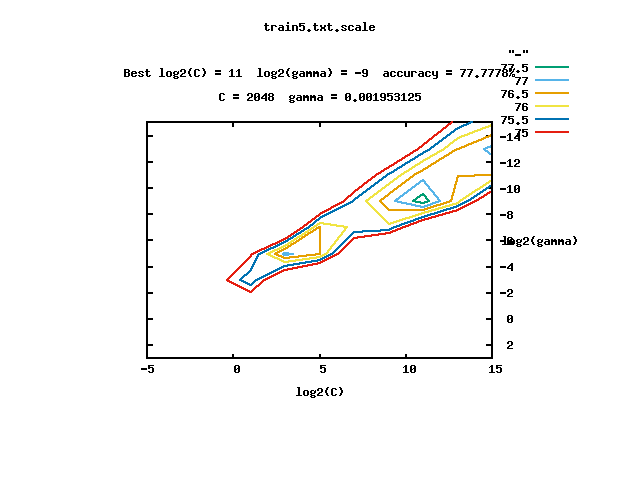 train5.txt.scale
"-"
Best log2(C) = 11  log2(gamma) = -9  accuracy = 77.7778%
77.5
77
C = 2048  gamma = 0.001953125
76.5
76
75.5
75
-14
-12
-10
-8
-6
log2(gamma)
-4
-2
0
2
-5 0 5 10 15
log2(C)